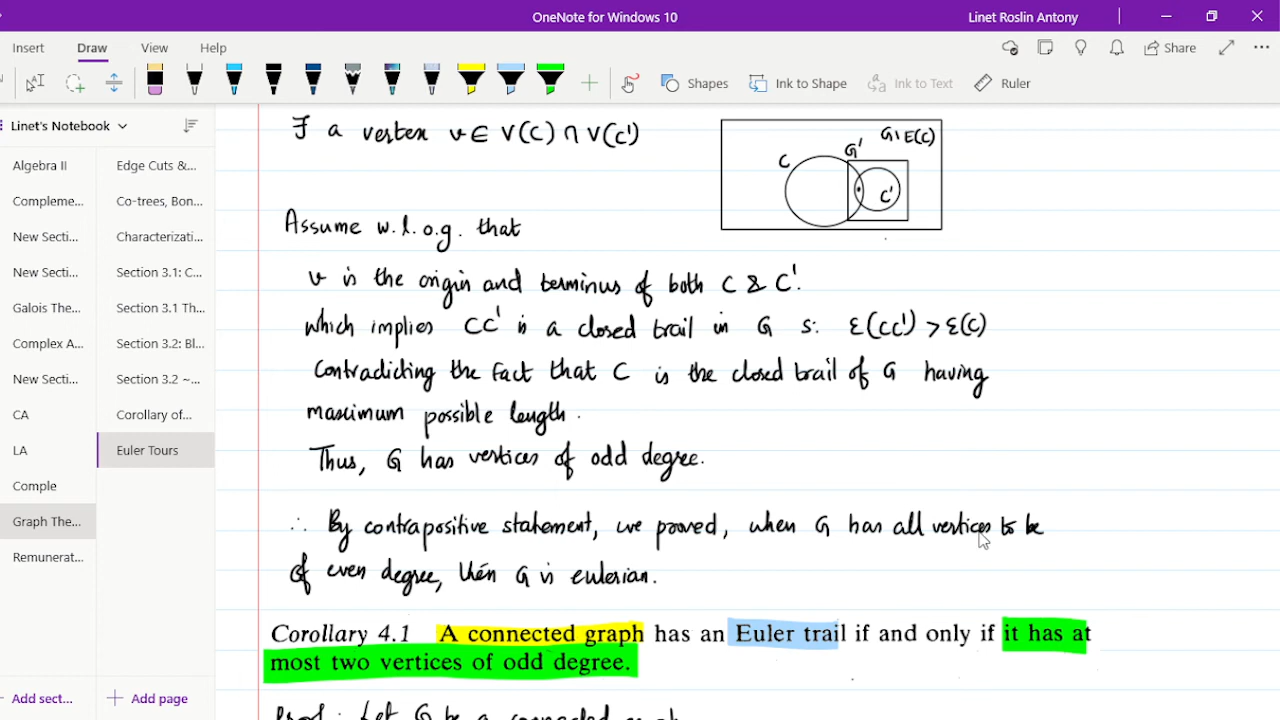 OneNote for Windows 10
Linet Roslin Antony
Insert
Draw
View
Help
Share
Shapes
Ink to Shape
Ink to Text
Ruler
Linet's Notebook
Algebra II
Compleme...
New Secti...
New Secti...
Galois The...
Complex A...
New Secti...
CA
LA
Comple
Graph The...
Remunerat...
Add sect...
Edge Cuts &...
Co-trees, Bon...
Characterizati...
Section 3.1: C...
Section 3.1 Th...
Section 3.2: Bl...
Section 3.2 ~...
Corollary of...
Euler Tours
Add page
∃ a vertex v ∈ V(C) ∩ V(C')
G\E(C)
G'
C
C'
Assume w.l.o.g. that
v is the origin and terminus of both C & C'.
which implies CC' is a closed trail in G s: ε(CC') > ε(C)
Contradicting the fact that C is the closed trail of G having
maximum possible length.
Thus, G has vertices of odd degree.
∴ By contrapositive statement, we proved, when G has all vertices to be
of even degree, then G is eulerian.
Corollary 4.1 A connected graph has an Euler trail if and only if it has at
most two vertices of odd degree.
Proof: Let G be a connected graph